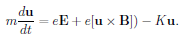 m du/dt = eE + e[u × B]) − Ku.